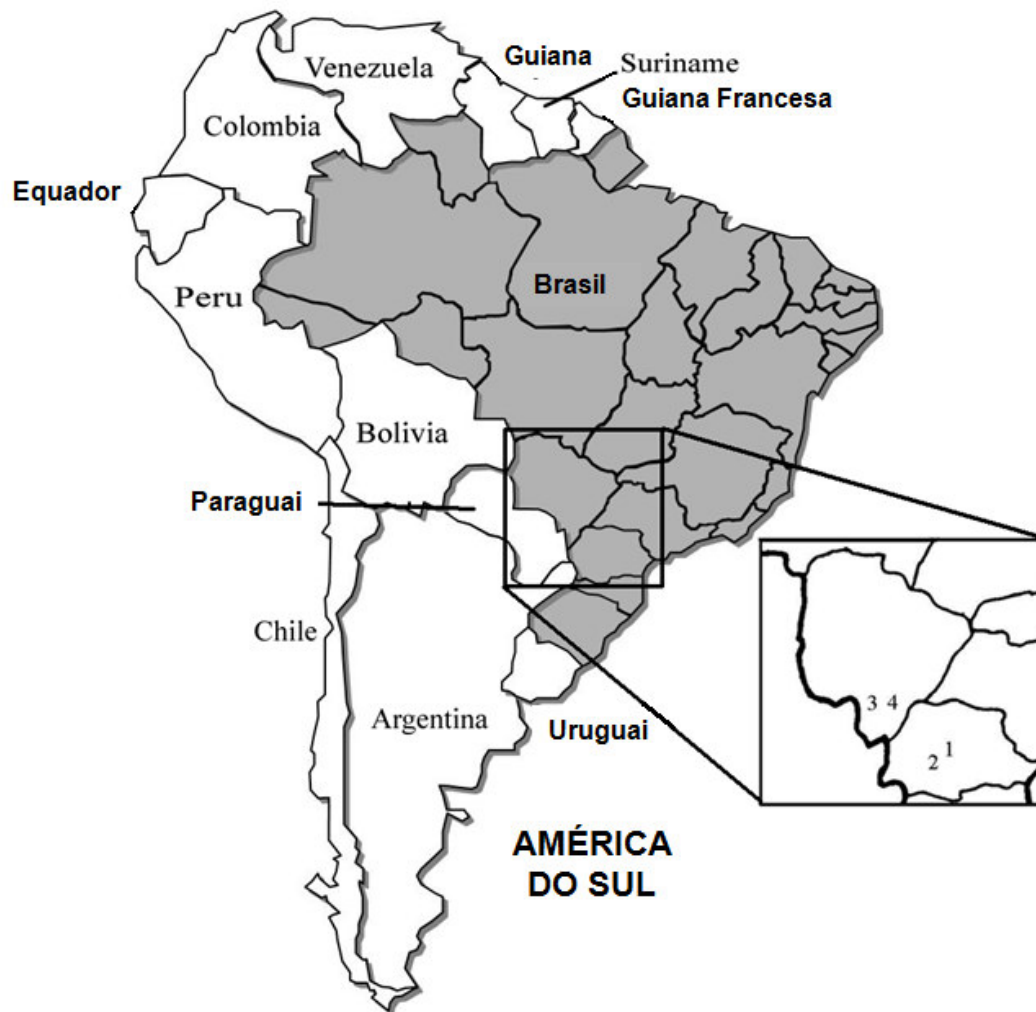 Guiana
Venezuela
Suriname
Guiana Francesa
Colombia
Equador
Brasil
Peru
Bolivia
Paraguai
Chile
Argentina
Uruguai
3 4
2 1
AMÉRICA
DO SUL